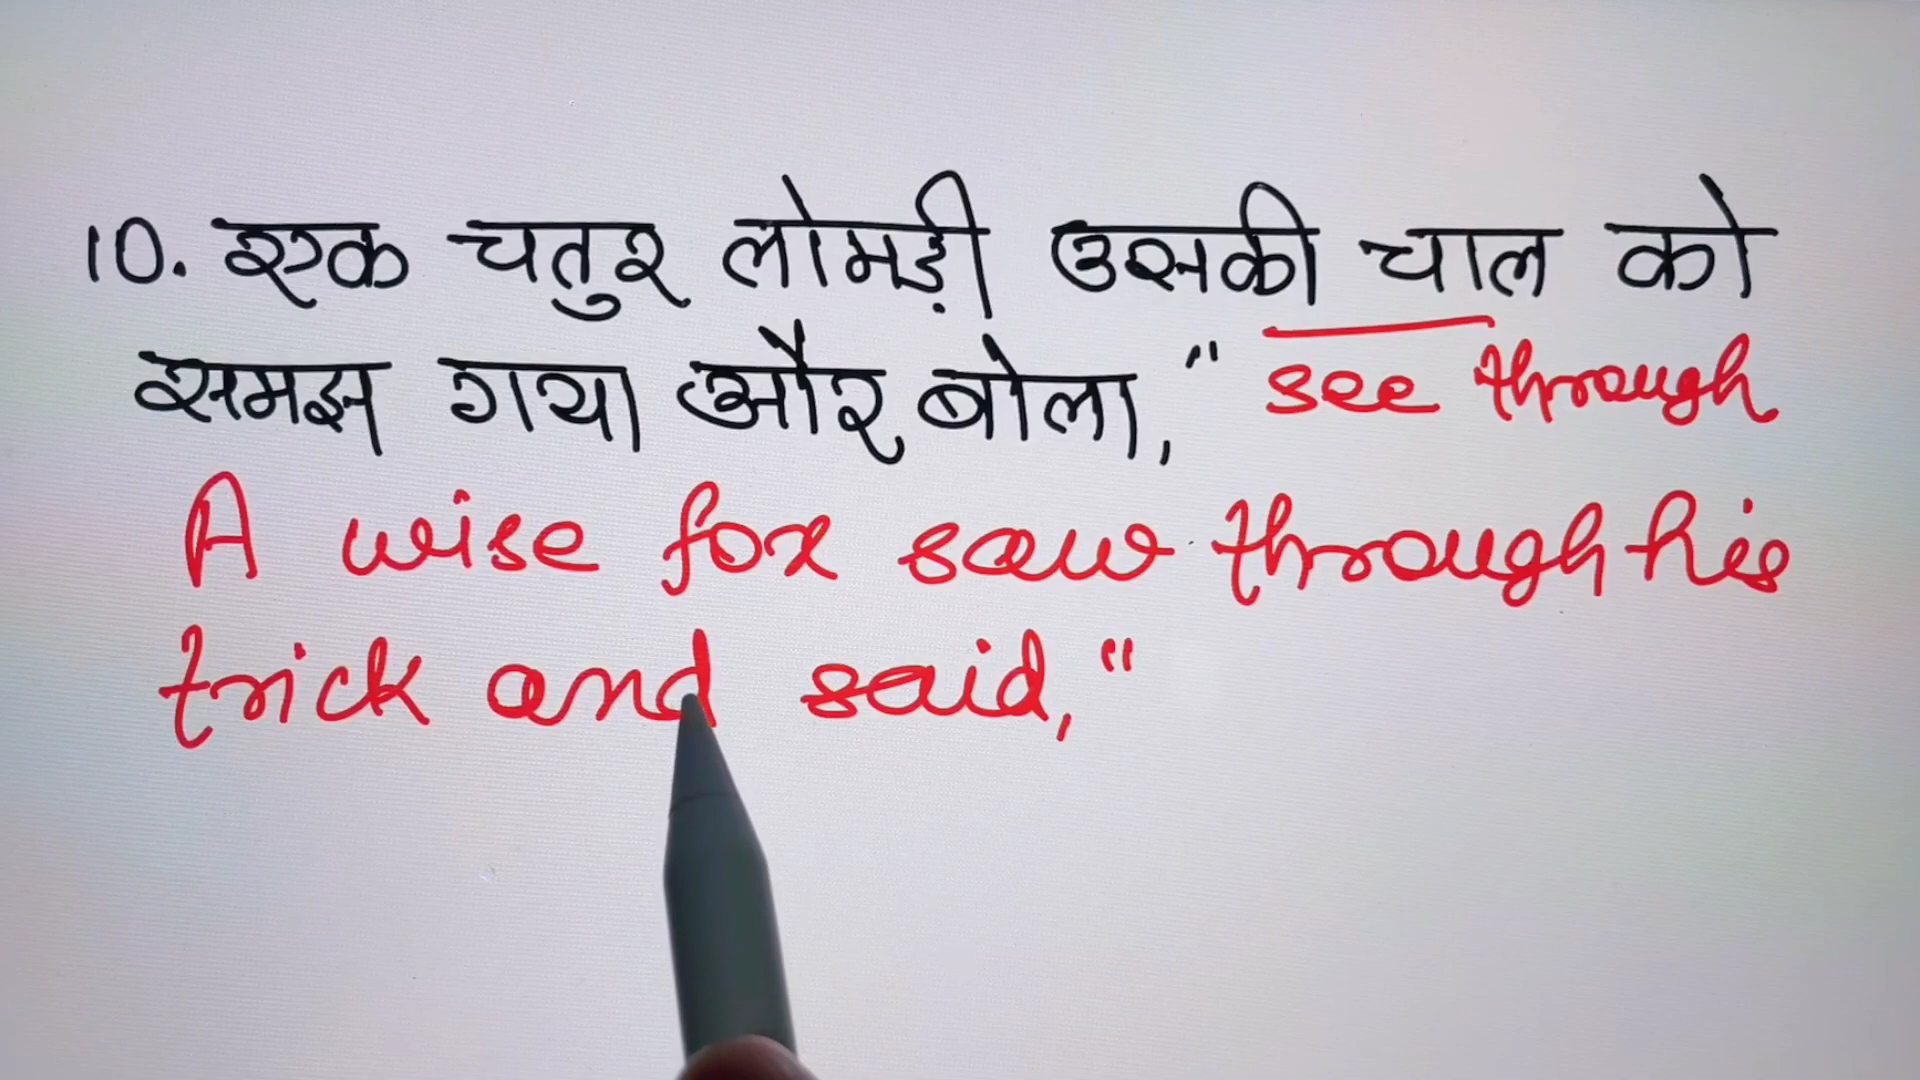 10. एक चतुर लोमड़ी उसकी चाल को
समझ गया और बोला," see through
A wise fox saw through his
trick and said,"